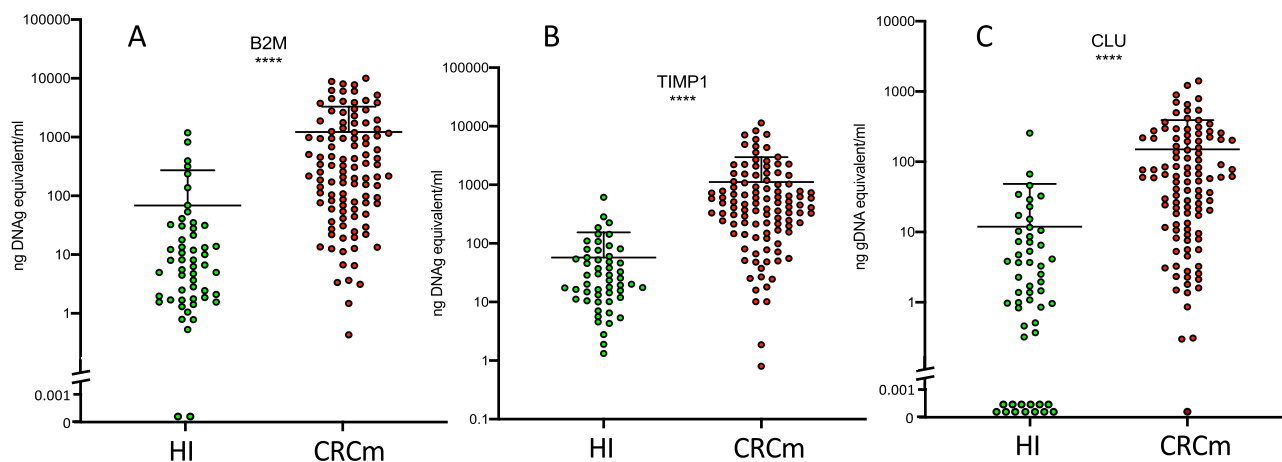 A
B2M
****
ng DNAg equivalent/ml
100000
10000
1000
100
10
1
0.001
0
HI CRCm
B
TIMP1
****
ng DNAg equivalent/ml
100000
10000
1000
100
10
1
0.1
HI CRCm
C
CLU
****
ng gDNA equivalent/ml
10000
1000
100
10
1
0.001
0
HI CRCm